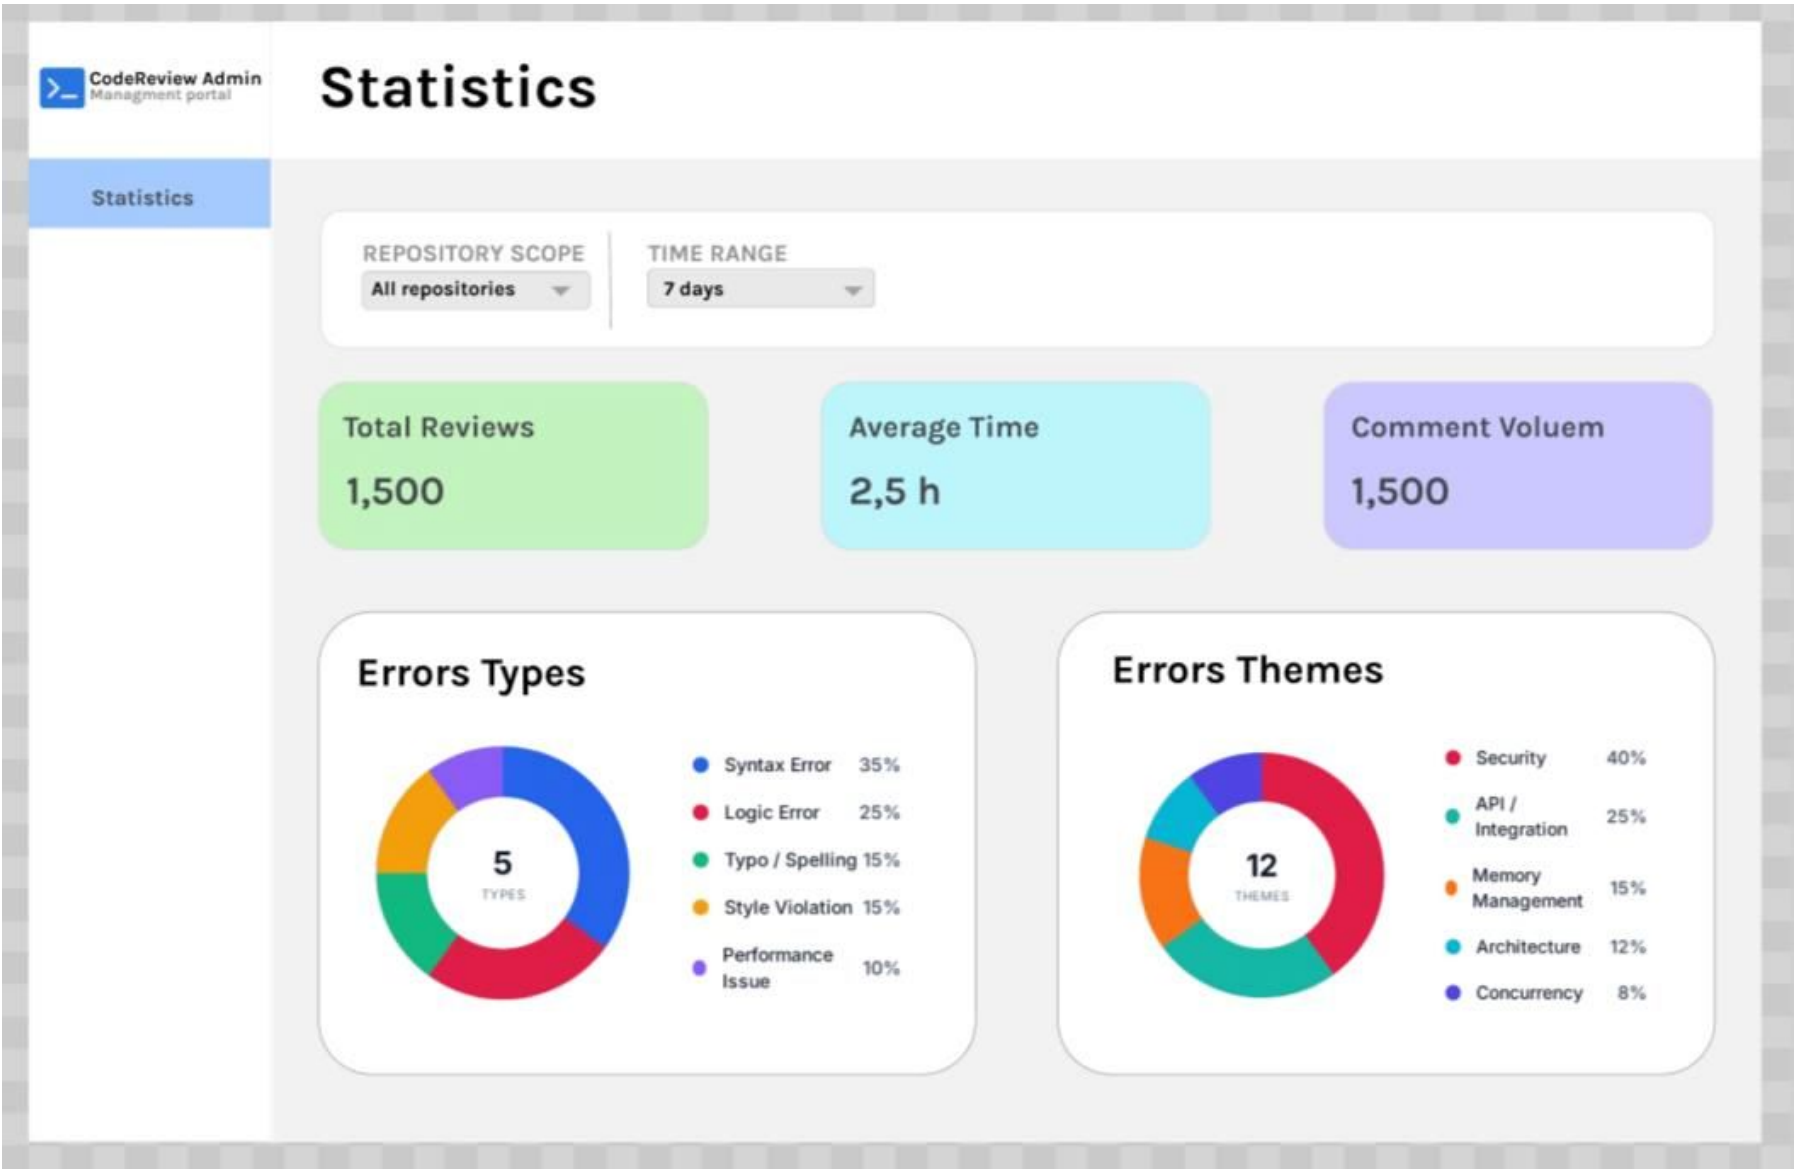 CodeReview Admin
Managment portal
Statistics
Statistics
REPOSITORY SCOPE
All repositories
TIME RANGE
7 days
Total Reviews
1,500
Average Time
2,5 h
Comment Voluem
1,500
Errors Types
5
TYPES
Syntax Error 35%
Logic Error 25%
Typo / Spelling 15%
Style Violation 15%
Performance
Issue 10%
Errors Themes
12
THEMES
Security 40%
API /
Integration 25%
Memory
Management 15%
Architecture 12%
Concurrency 8%